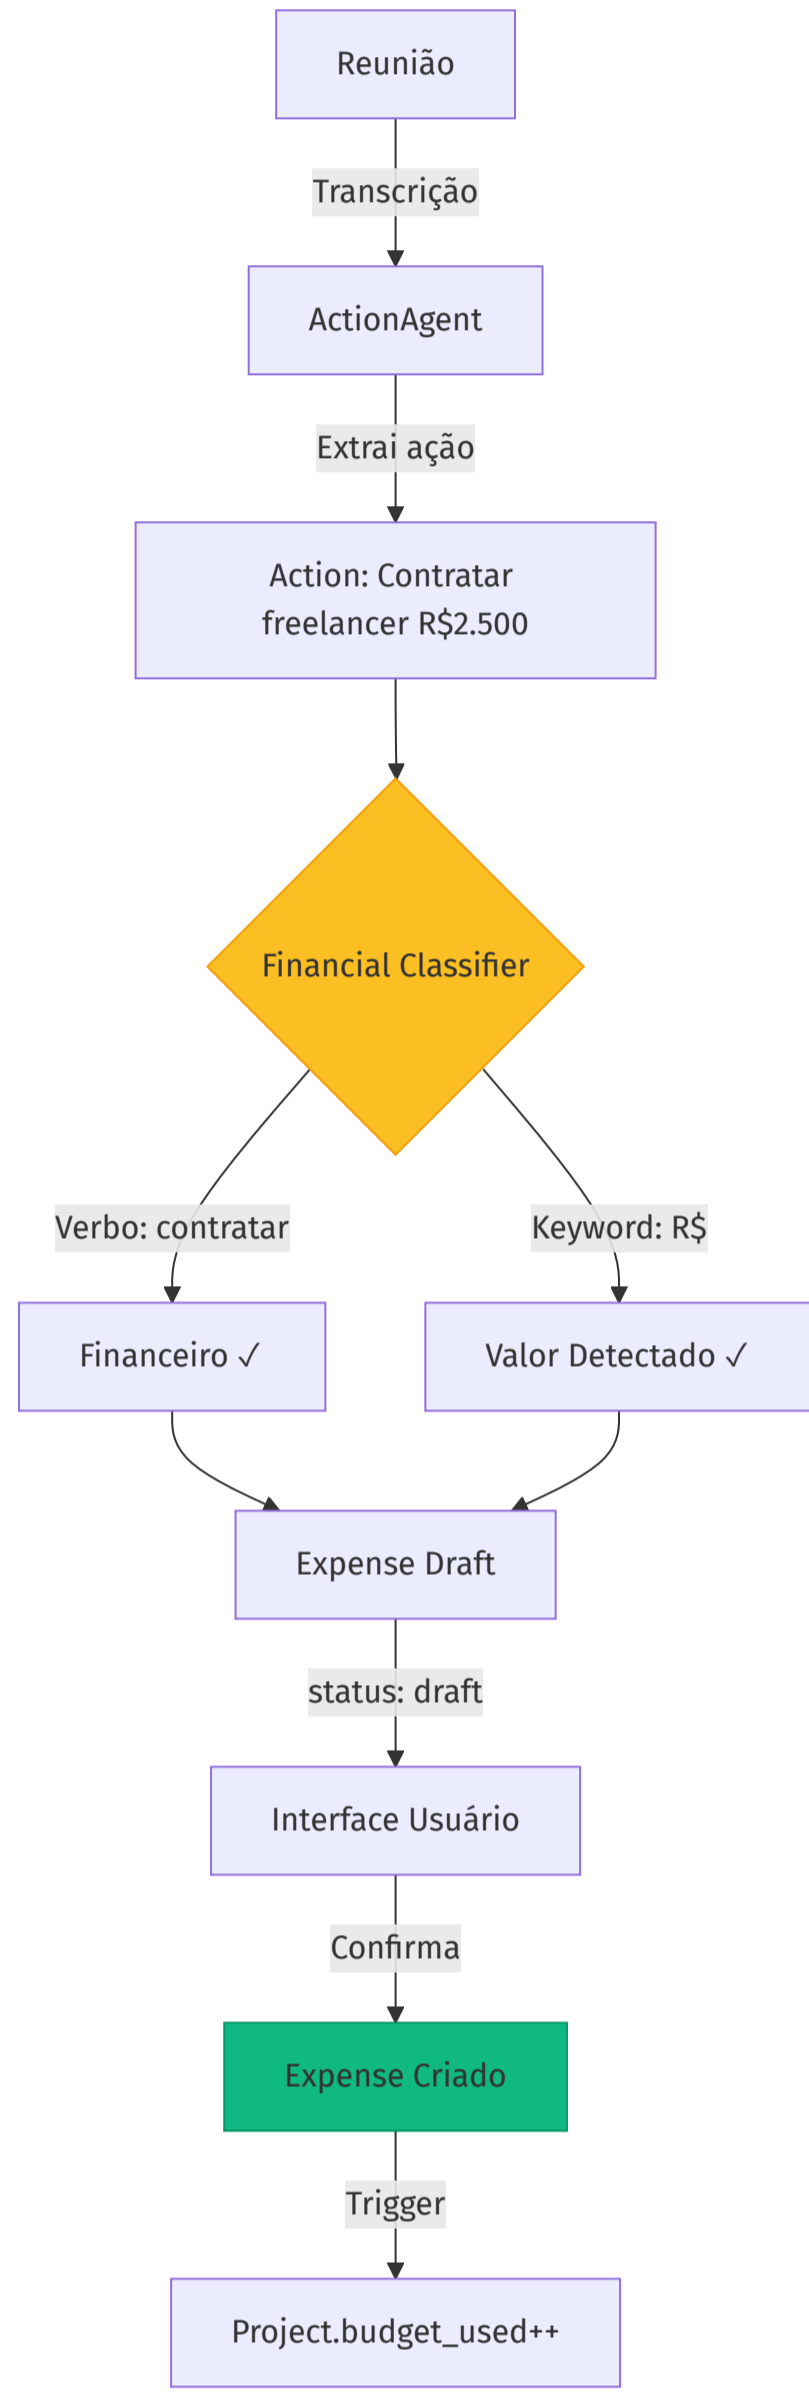 Reunião
Transcrição
ActionAgent
Extrai ação
Action: Contratar
freelancer R$2.500
Financial Classifier
Verbo: contratar
Keyword: R$
Financeiro ✓
Valor Detectado ✓
Expense Draft
status: draft
Interface Usuário
Confirma
Expense Criado
Trigger
Project.budget_used++